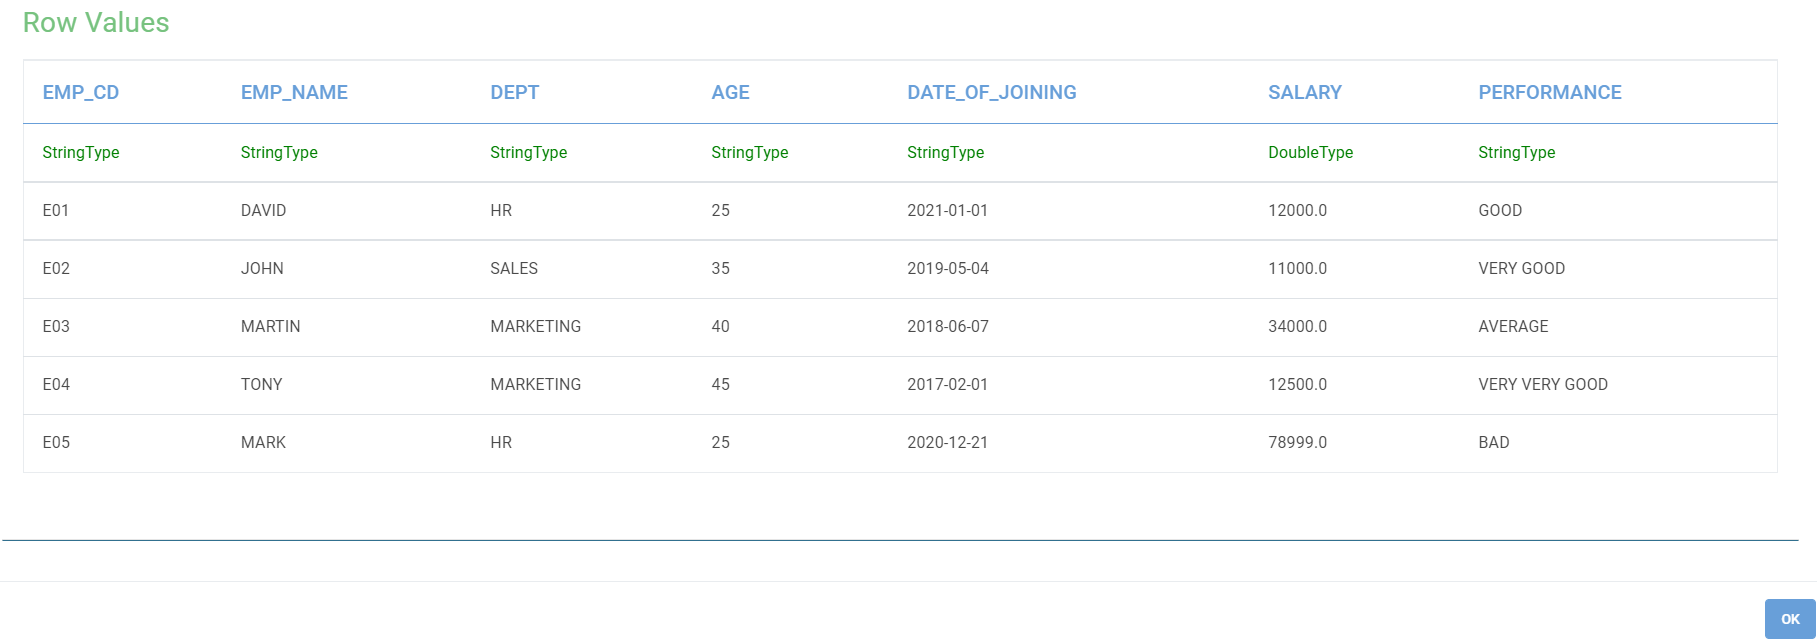 Row Values
EMP_CD EMP_NAME DEPT AGE DATE_OF_JOINING SALARY PERFORMANCE
StringType StringType StringType StringType StringType DoubleType StringType
E01 DAVID HR 25 2021-01-01 12000.0 GOOD
E02 JOHN SALES 35 2019-05-04 11000.0 VERY GOOD
E03 MARTIN MARKETING 40 2018-06-07 34000.0 AVERAGE
E04 TONY MARKETING 45 2017-02-01 12500.0 VERY VERY GOOD
E05 MARK HR 25 2020-12-21 78999.0 BAD
OK